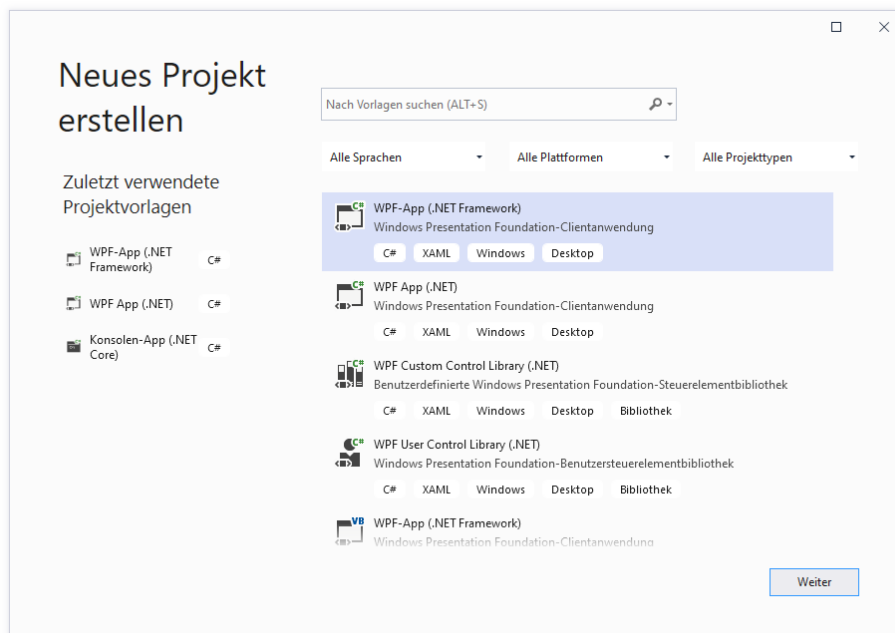 Neues Projekt
erstellen
Zuletzt verwendete
Projektvorlagen
WPF-App (.NET
Framework)
C#
WPF App (.NET)
C#
Konsolen-App (.NET
Core)
C#
Nach Vorlagen suchen (ALT+S)
Alle Sprachen
Alle Plattformen
Alle Projekttypen
C#
WPF-App (.NET Framework)
Windows Presentation Foundation-Clientanwendung
C# XAML Windows Desktop
C#
WPF App (.NET)
Windows Presentation Foundation-Clientanwendung
C# XAML Windows Desktop
C#
WPF Custom Control Library (.NET)
Benutzerdefinierte Windows Presentation Foundation-Steuerelementbibliothek
C# XAML Windows Desktop Bibliothek
C#
WPF User Control Library (.NET)
Windows Presentation Foundation-Benutzersteuerelementbibliothek
C# XAML Windows Desktop Bibliothek
VB
WPF-App (.NET Framework)
Windows Presentation Foundation-Clientanwendung
Weiter